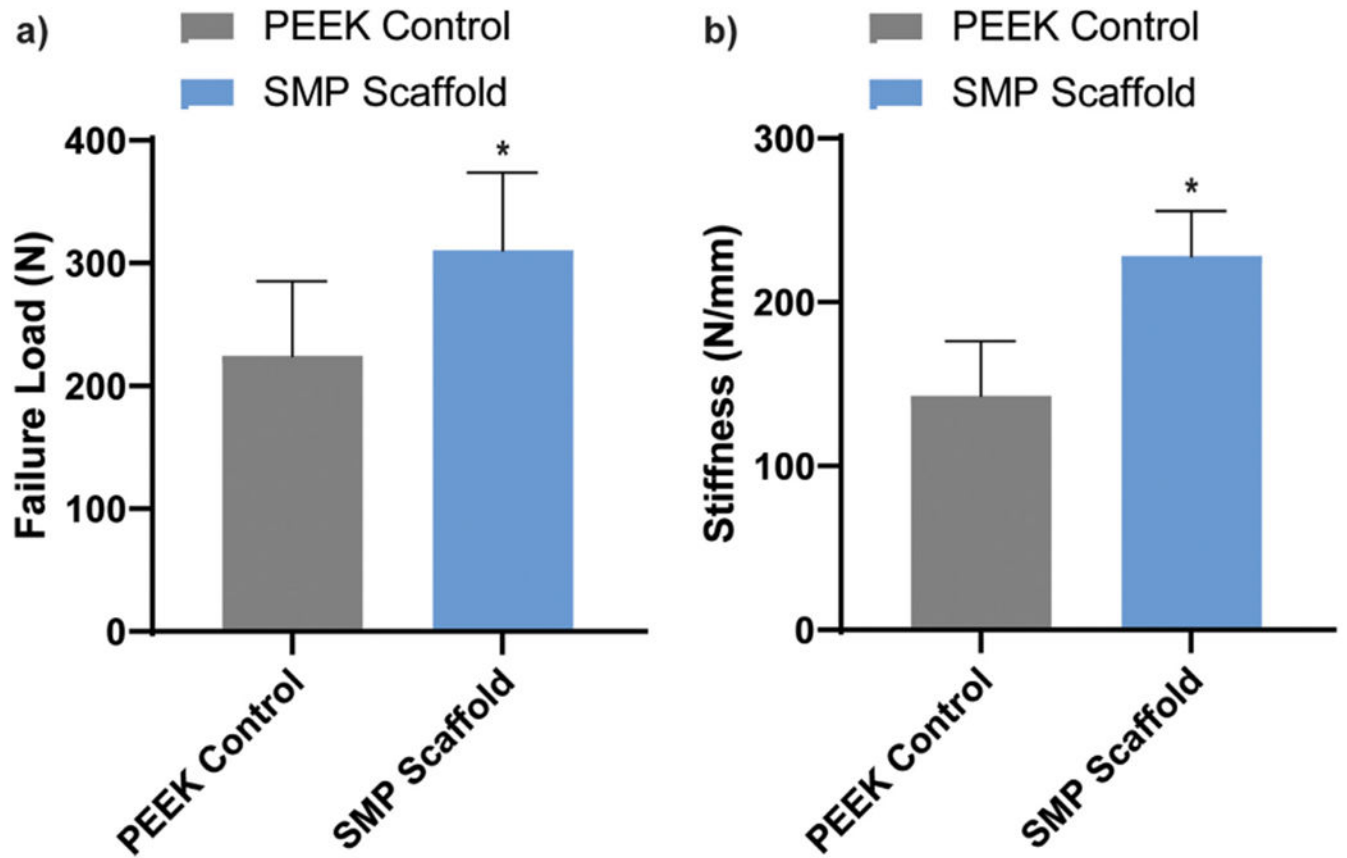 a)
PEEK Control
SMP Scaffold
400
300
200
100
0
Failure Load (N)
*
PEEK Control
SMP Scaffold
b)
PEEK Control
SMP Scaffold
300
200
100
0
Stiffness (N/mm)
*
PEEK Control
SMP Scaffold